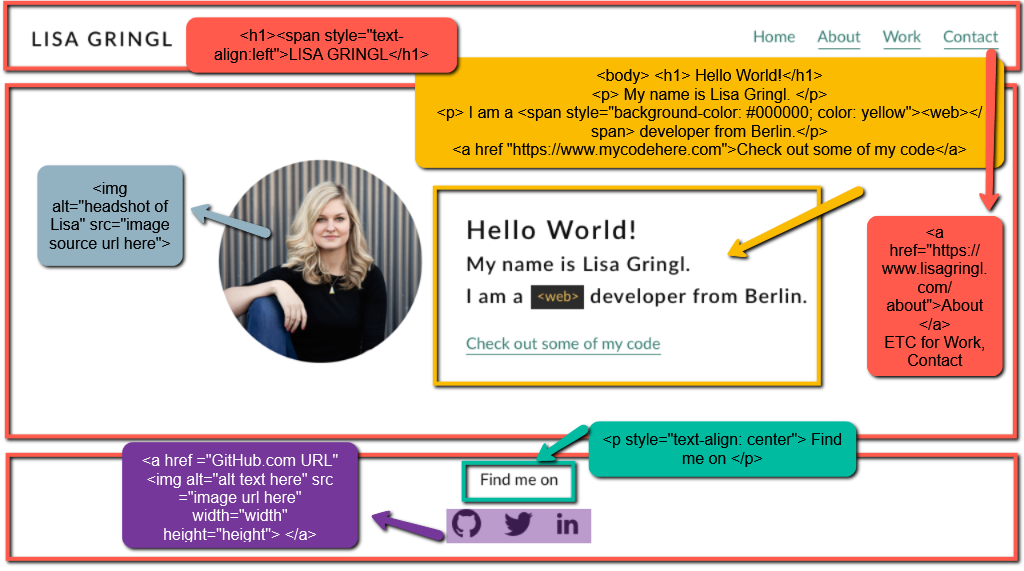 LISA GRINGL
<h1><span style="text-
align:left">LISA GRINGL</h1>
Home About Work Contact
<body> <h1> Hello World!</h1>
<p> My name is Lisa Gringl. </p>
<p> I am a <span style="background-color: #000000; color: yellow"><web></
span> developer from Berlin.</p>
<a href "https://www.mycodehere.com">Check out some of my code</a>
<img
alt="headshot of
Lisa" src="image
source url here">
Hello World!
My name is Lisa Gringl.
I am a <web> developer from Berlin.
Check out some of my code
<a
href="https://
www.lisagringl.
com/
about">About
</a>
ETC for Work,
Contact
<p style="text-align: center"> Find
me on </p>
<a href ="GitHub.com URL"
<img alt="alt text here" src
="image url here"
width="width"
height="height"> </a>
Find me on
in